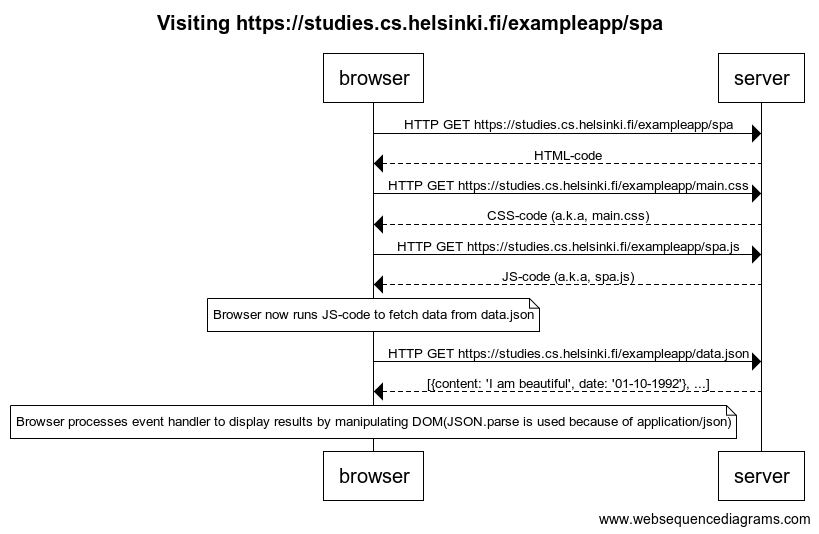 Visiting https://studies.cs.helsinki.fi/exampleapp/spa
browser
server
HTTP GET https://studies.cs.helsinki.fi/exampleapp/spa
HTML-code
HTTP GET https://studies.cs.helsinki.fi/exampleapp/main.css
CSS-code (a.k.a, main.css)
HTTP GET https://studies.cs.helsinki.fi/exampleapp/spa.js
JS-code (a.k.a, spa.js)
Browser now runs JS-code to fetch data from data.json
HTTP GET https://studies.cs.helsinki.fi/exampleapp/data.json
[{content: 'I am beautiful', date: '01-10-1992'}, ...]
Browser processes event handler to display results by manipulating DOM(JSON.parse is used because of application/json)
browser
server
www.websequencediagrams.com